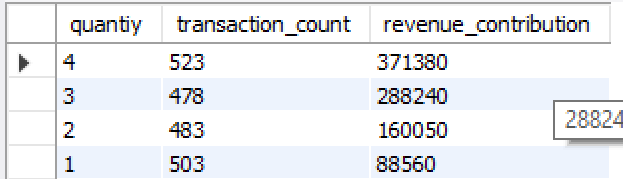 quantiy transaction_count revenue_contribution
4 523 371380
3 478 288240
2 483 160050
28824
1 503 88560